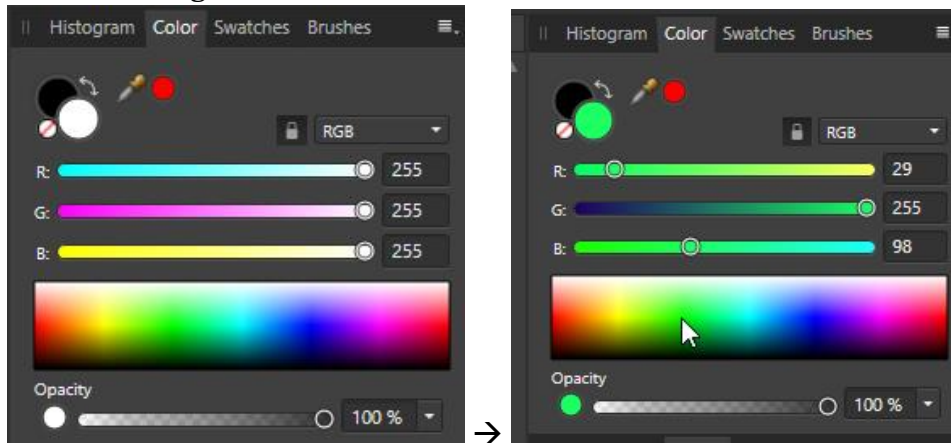 Histogram Color Swatches Brushes
RGB
R: 255
G: 255
B: 255
Opacity
100 %
→
Histogram Color Swatches Brushes
RGB
R: 29
G: 255
B: 98
Opacity
100 %